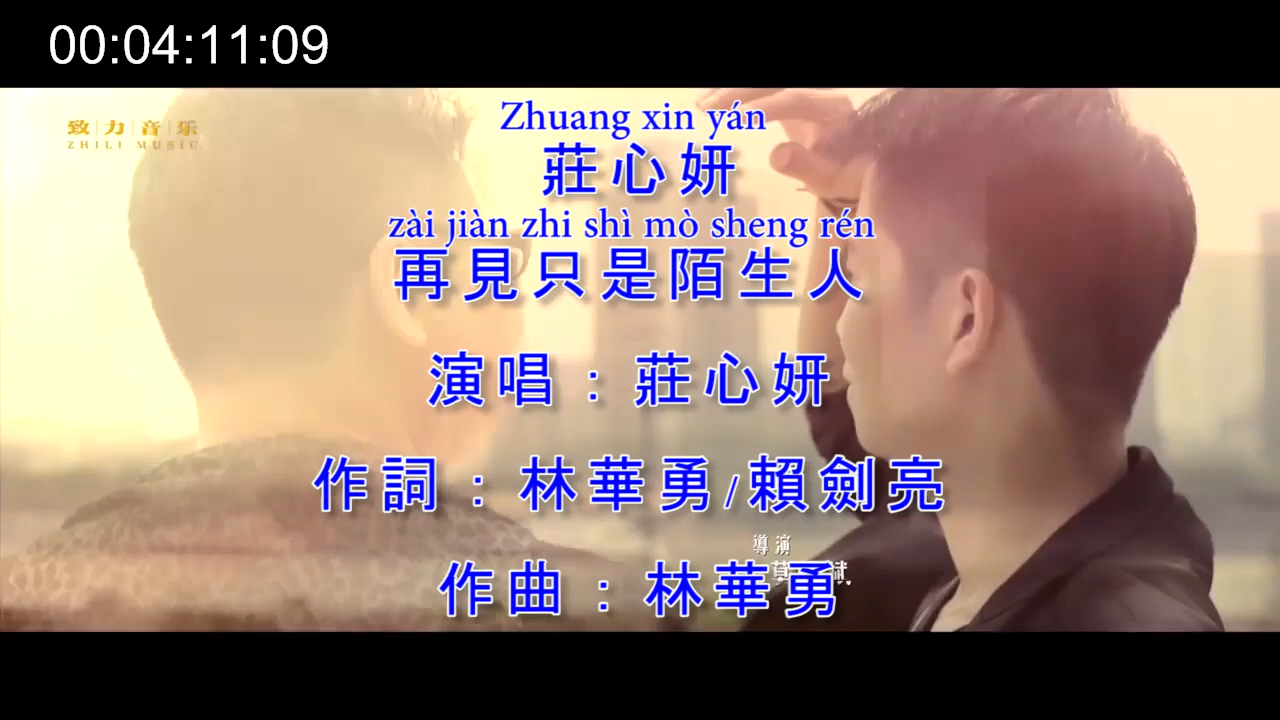 00:04:11:09
致力音乐
ZHILI MUSIC
Zhuang xin yán
莊心妍
zài jiàn zhi shì mò sheng rén
再見只是陌生人
演唱：莊心妍
作詞：林華勇/賴劍亮
導演
作曲：林華勇